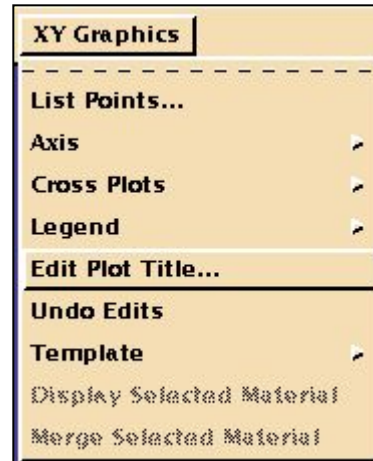 XY Graphics
List Points...
Axis
Cross Plots
Legend
Edit Plot Title...
Undo Edits
Template
Display Selected Material
Merge Selected Material